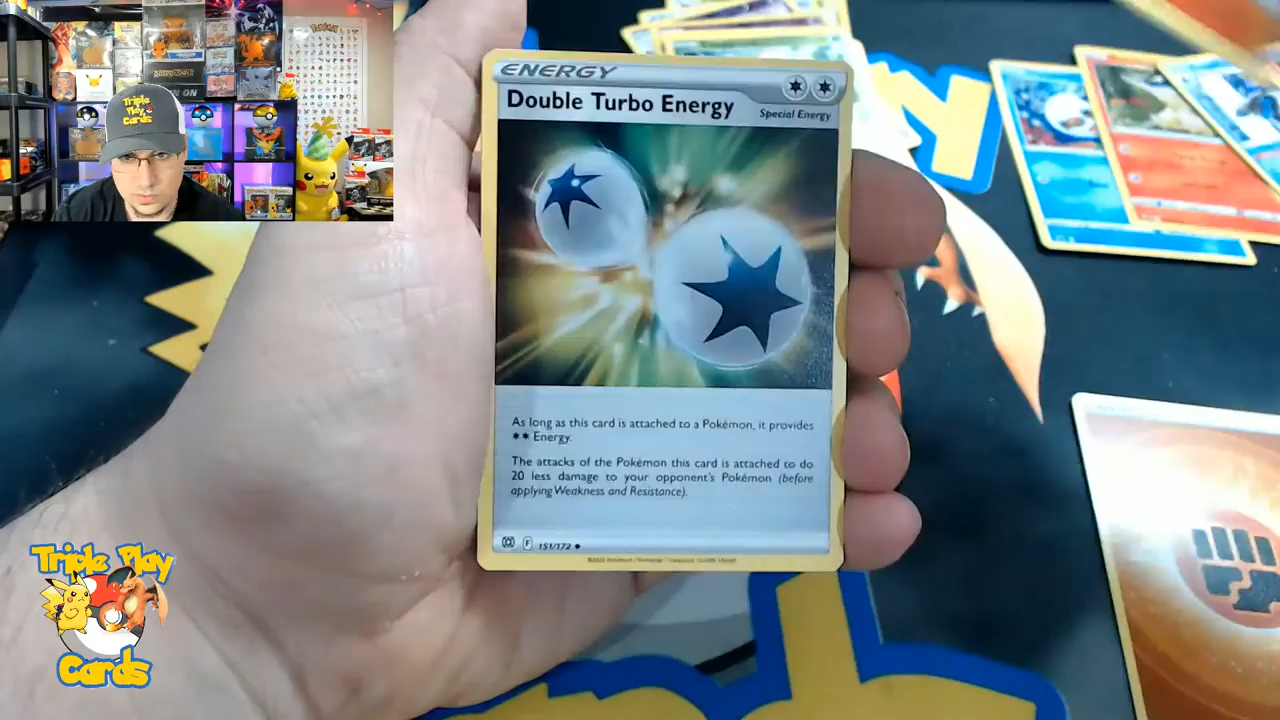 Triple
Play
Cards
Pokémon
ENERGY
Double Turbo Energy
Special Energy
As long as this card is attached to a Pokémon, it provides
** Energy.
The attacks of the Pokémon this card is attached to do
20 less damage to your opponent's Pokémon (before
applying Weakness and Resistance).
F
151/172
Triple Play
Cards